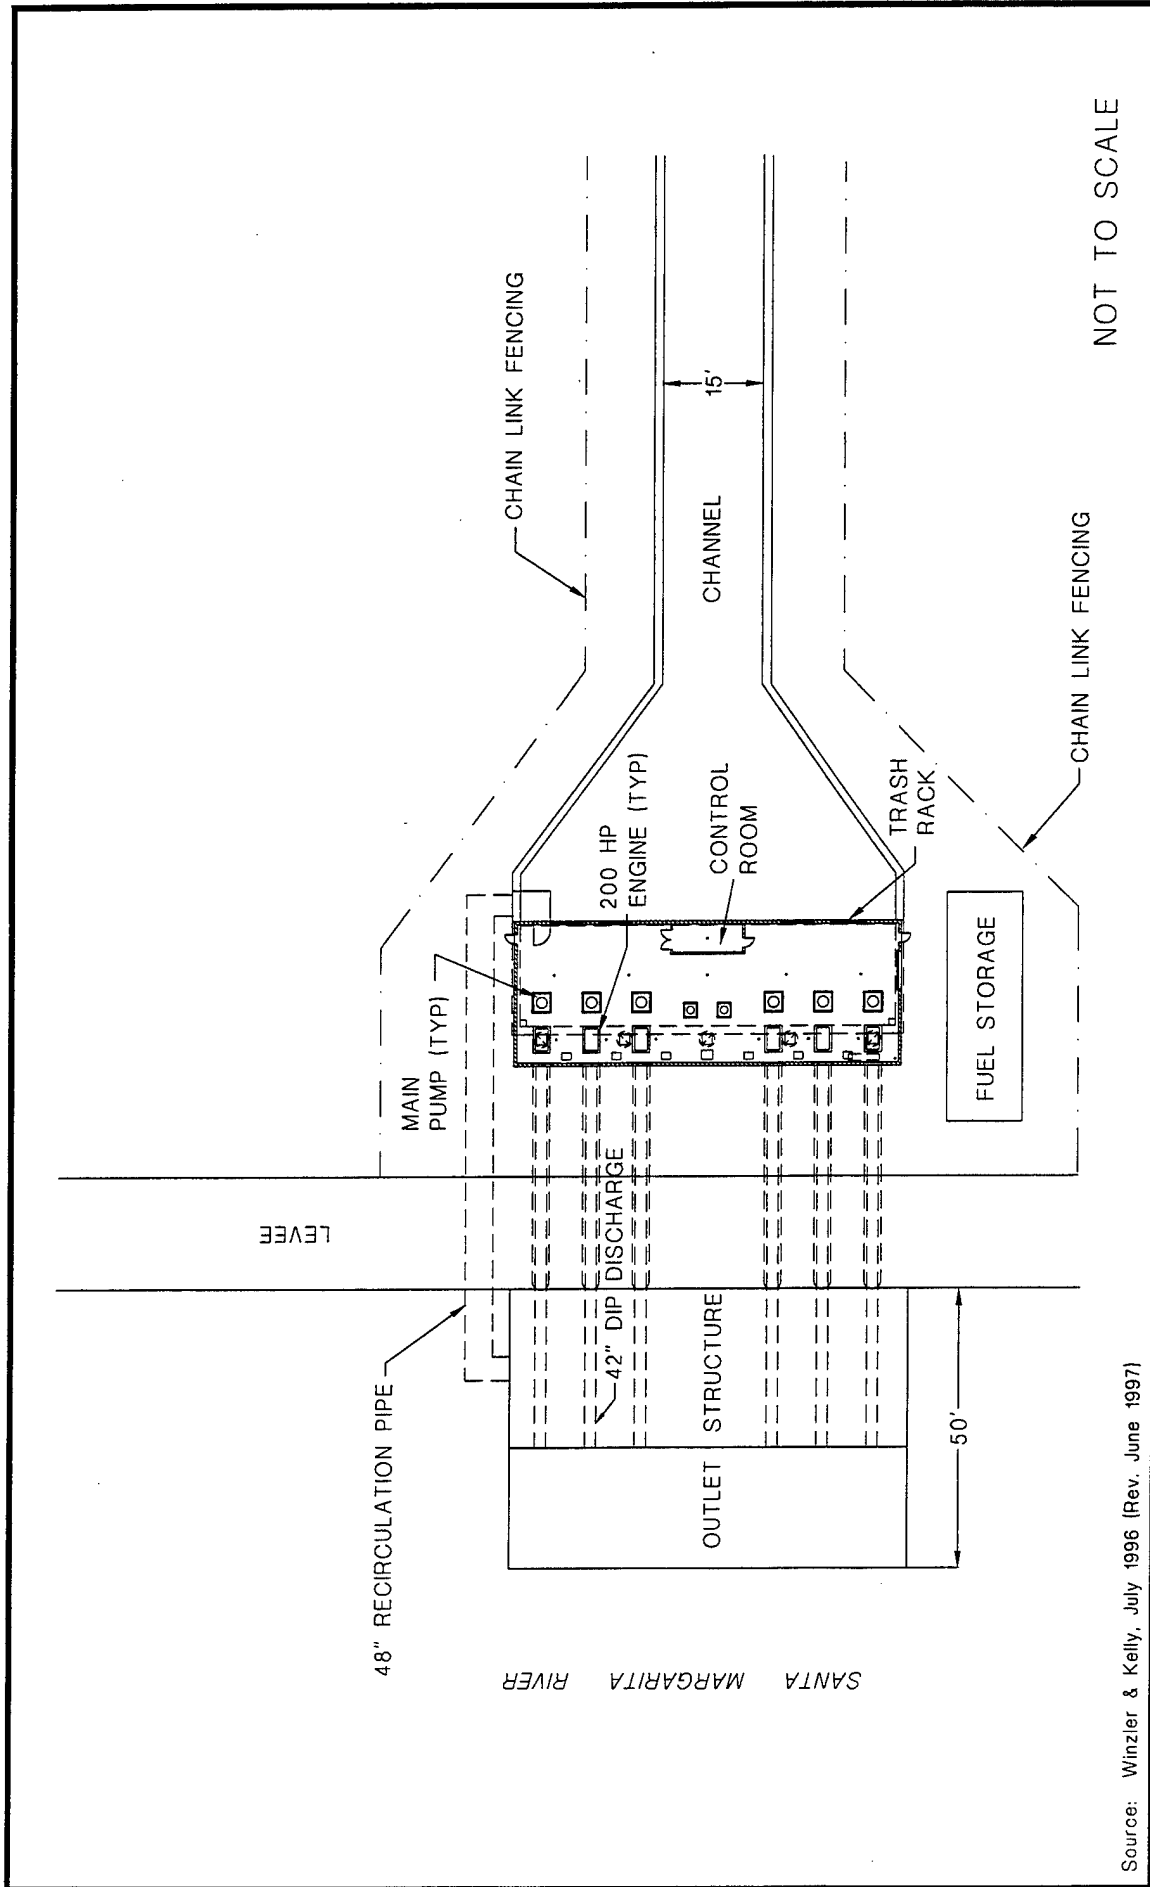 CHAIN LINK FENCING
NOT TO SCALE
15'
CHANNEL
CHAIN LINK FENCING
200 HP
ENGINE (TYP)
CONTROL
ROOM
TRASH
RACK
MAIN
PUMP (TYP)
FUEL STORAGE
LEVEE
42" DIP DISCHARGE
48" RECIRCULATION PIPE
OUTLET STRUCTURE
50'
SANTA MARGARITA RIVER
Source: Winzler & Kelly, July 1996 (Rev. June 1997)